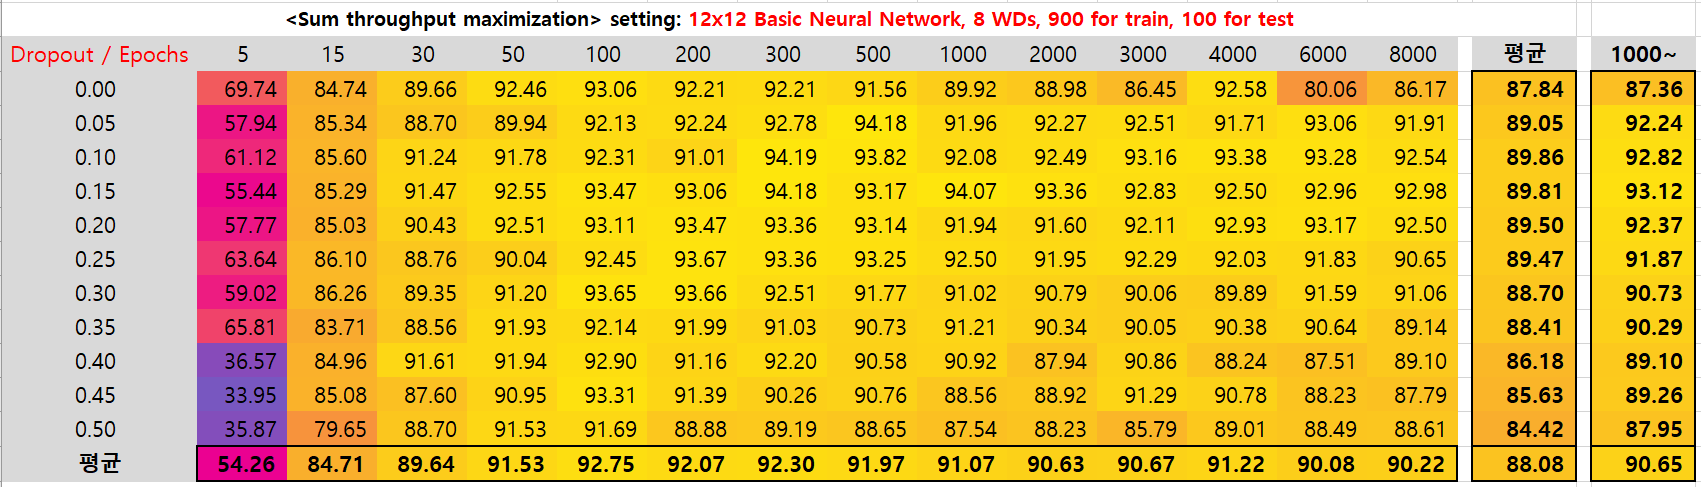 <Sum throughput maximization> setting: 12x12 Basic Neural Network, 8 WDs, 900 for train, 100 for test
Dropout / Epochs 5 15 30 50 100 200 300 500 1000 2000 3000 4000 6000 8000 평균 1000~
0.00 69.74 84.74 89.66 92.46 93.06 92.21 92.21 91.56 89.92 88.98 86.45 92.58 80.06 86.17 87.84 87.36
0.05 57.94 85.34 88.70 89.94 92.13 92.24 92.78 94.18 91.96 92.27 92.51 91.71 93.06 91.91 89.05 92.24
0.10 61.12 85.60 91.24 91.78 92.31 91.01 94.19 93.82 92.08 92.49 93.16 93.38 93.28 92.54 89.86 92.82
0.15 55.44 85.29 91.47 92.55 93.47 93.06 94.18 93.17 94.07 93.36 92.83 92.50 92.96 92.98 89.81 93.12
0.20 57.77 85.03 90.43 92.51 93.11 93.47 93.36 93.14 91.94 91.60 92.11 92.93 93.17 92.50 89.50 92.37
0.25 63.64 86.10 88.76 90.04 92.45 93.67 93.36 93.25 92.50 91.95 92.29 92.03 91.83 90.65 89.47 91.87
0.30 59.02 86.26 89.35 91.20 93.65 93.66 92.51 91.77 91.02 90.79 90.06 89.89 91.59 91.06 88.70 90.73
0.35 65.81 83.71 88.56 91.93 92.14 91.99 91.03 90.73 91.21 90.34 90.05 90.38 90.64 89.14 88.41 90.29
0.40 36.57 84.96 91.61 91.94 92.90 91.16 92.20 90.58 90.92 87.94 90.86 88.24 87.51 89.10 86.18 89.10
0.45 33.95 85.08 87.60 90.95 93.31 91.39 90.26 90.76 88.56 88.92 91.29 90.78 88.23 87.79 85.63 89.26
0.50 35.87 79.65 88.70 91.53 91.69 88.88 89.19 88.65 87.54 88.23 85.79 89.01 88.49 88.61 84.42 87.95
평균 54.26 84.71 89.64 91.53 92.75 92.07 92.30 91.97 91.07 90.63 90.67 91.22 90.08 90.22 88.08 90.65